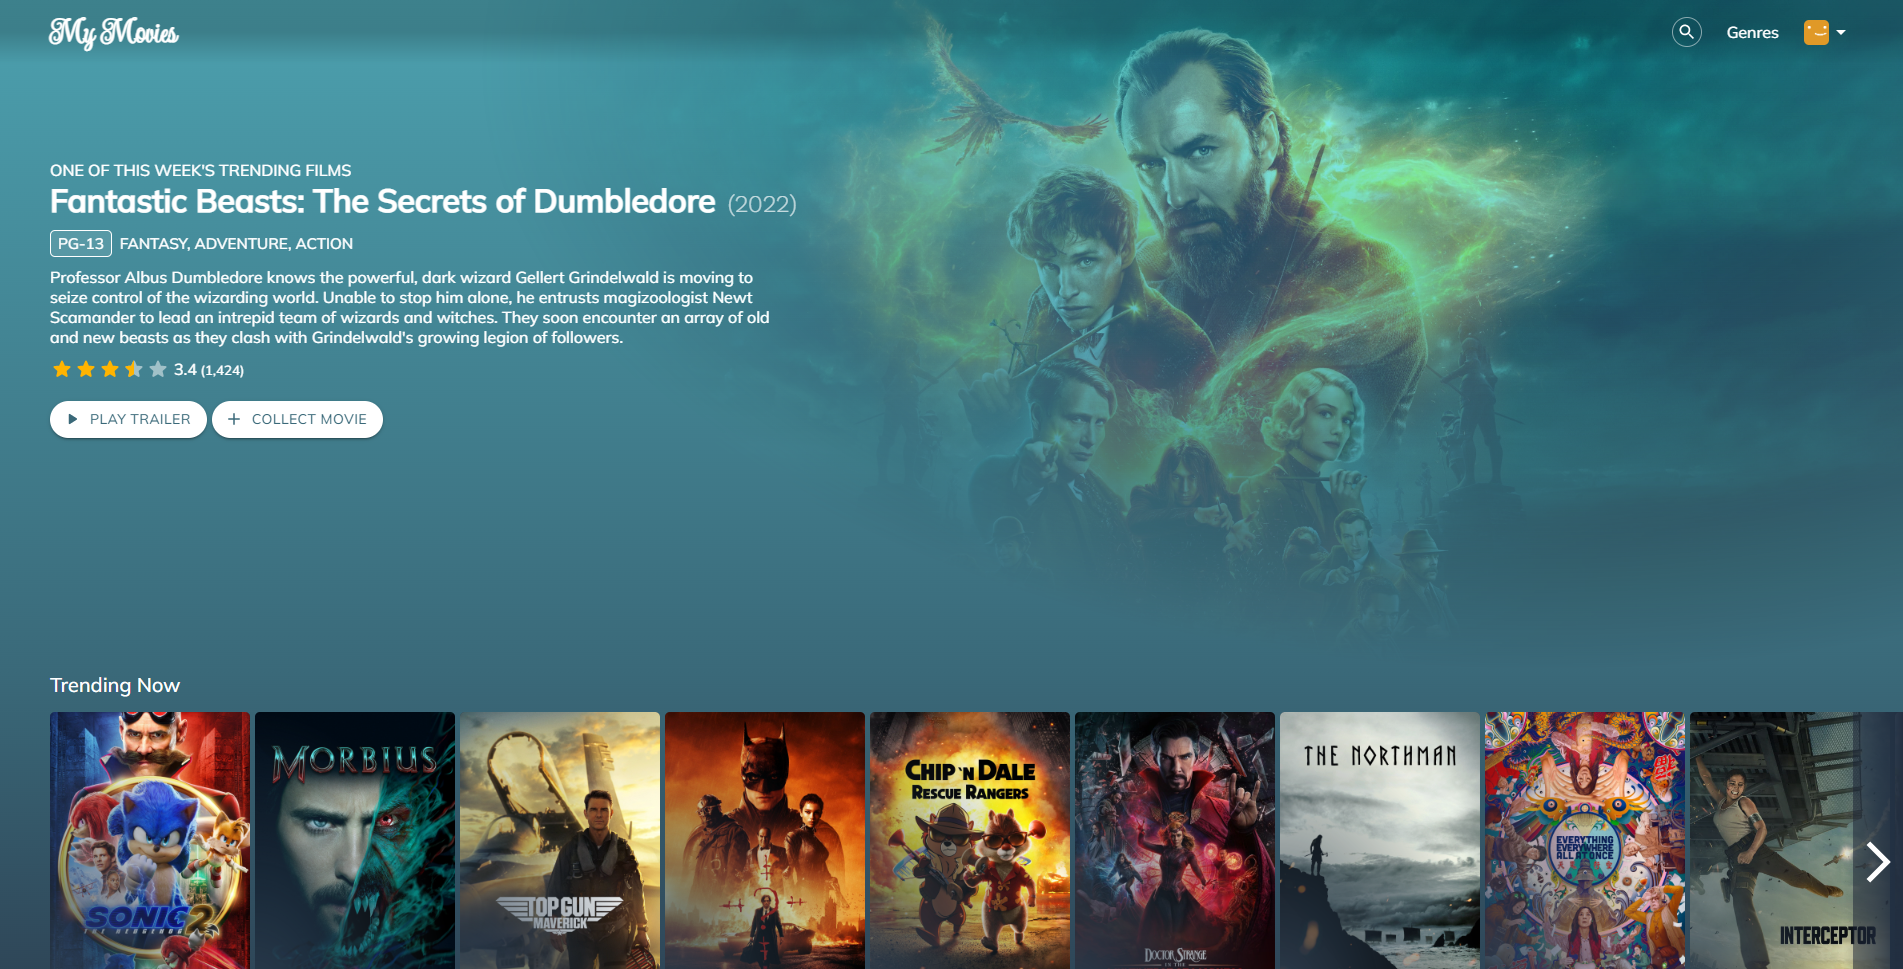 My Movies
Genres
ONE OF THIS WEEK'S TRENDING FILMS
Fantastic Beasts: The Secrets of Dumbledore (2022)
PG-13 FANTASY, ADVENTURE, ACTION
Professor Albus Dumbledore knows the powerful, dark wizard Gellert Grindelwald is moving to
seize control of the wizarding world. Unable to stop him alone, he entrusts magizoologist Newt
Scamander to lead an intrepid team of wizards and witches. They soon encounter an array of old
and new beasts as they clash with Grindelwald's growing legion of followers.
3.4 (1,424)
PLAY TRAILER
COLLECT MOVIE
Trending Now
SONIC 2
THE HEDGEHOG
MORBIUS
TOP GUN
MAVERICK
CHIP 'N DALE
RESCUE RANGERS
DOCTOR STRANGE
IN THE
THE NORTHMAN
EVERYTHING
EVERYWHERE
ALL AT ONCE
INTERCEPTOR